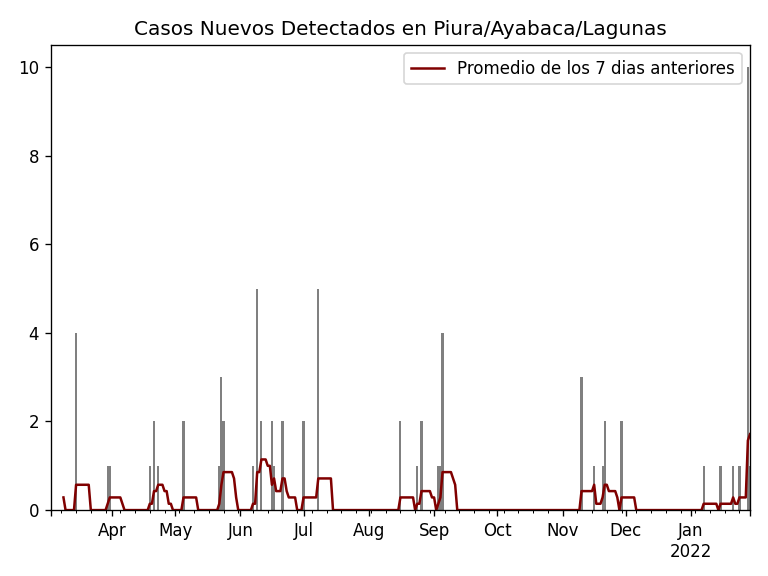 Casos Nuevos Detectados en Piura/Ayabaca/Lagunas
Promedio de los 7 dias anteriores
10
8
6
4
2
0
Apr May Jun Jul Aug Sep Oct Nov Dec Jan
2022